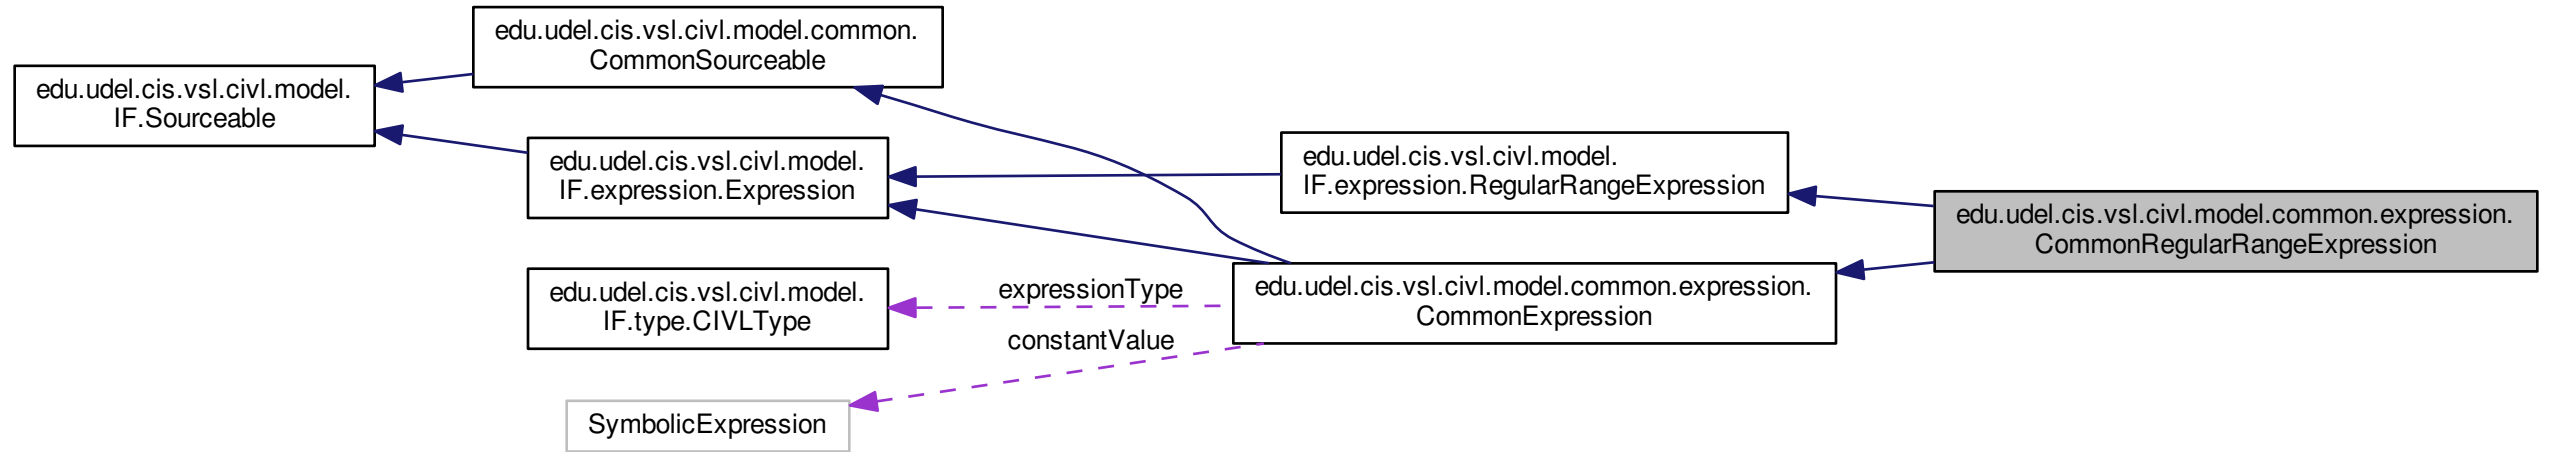 edu.udel.cis.vsl.civl.model.common.
CommonSourceable
edu.udel.cis.vsl.civl.model.
IF.Sourceable
edu.udel.cis.vsl.civl.model.
IF.expression.Expression
edu.udel.cis.vsl.civl.model.
IF.expression.RegularRangeExpression
edu.udel.cis.vsl.civl.model.common.expression.
CommonRegularRangeExpression
edu.udel.cis.vsl.civl.model.
IF.type.CIVLType
expressionType
edu.udel.cis.vsl.civl.model.common.expression.
CommonExpression
constantValue
SymbolicExpression